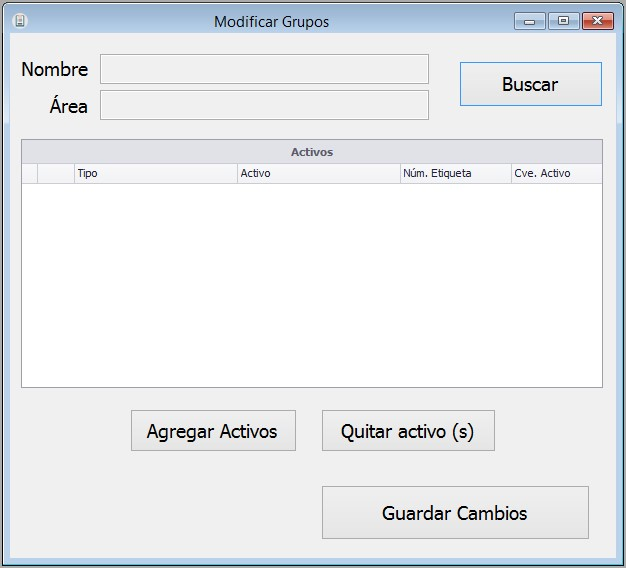 Modificar Grupos
Nombre
Buscar
Área
Activos
Tipo Activo Núm. Etiqueta Cve. Activo
Agregar Activos Quitar activo (s)
Guardar Cambios